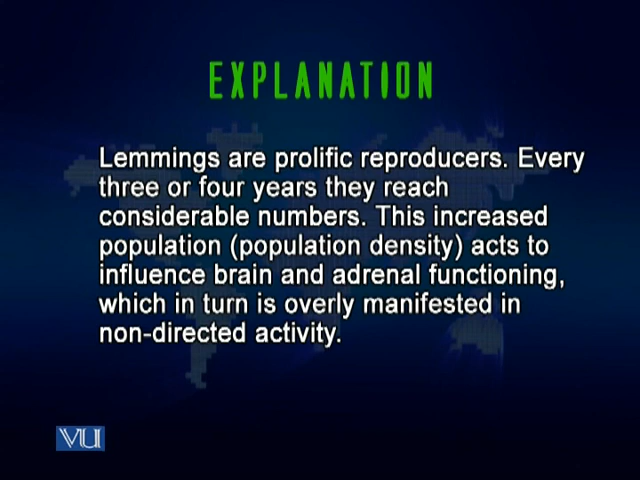 EXPLANATION
Lemmings are prolific reproducers. Every
three or four years they reach
considerable numbers. This increased
population (population density) acts to
influence brain and adrenal functioning,
which in turn is overly manifested in
non-directed activity.
VU